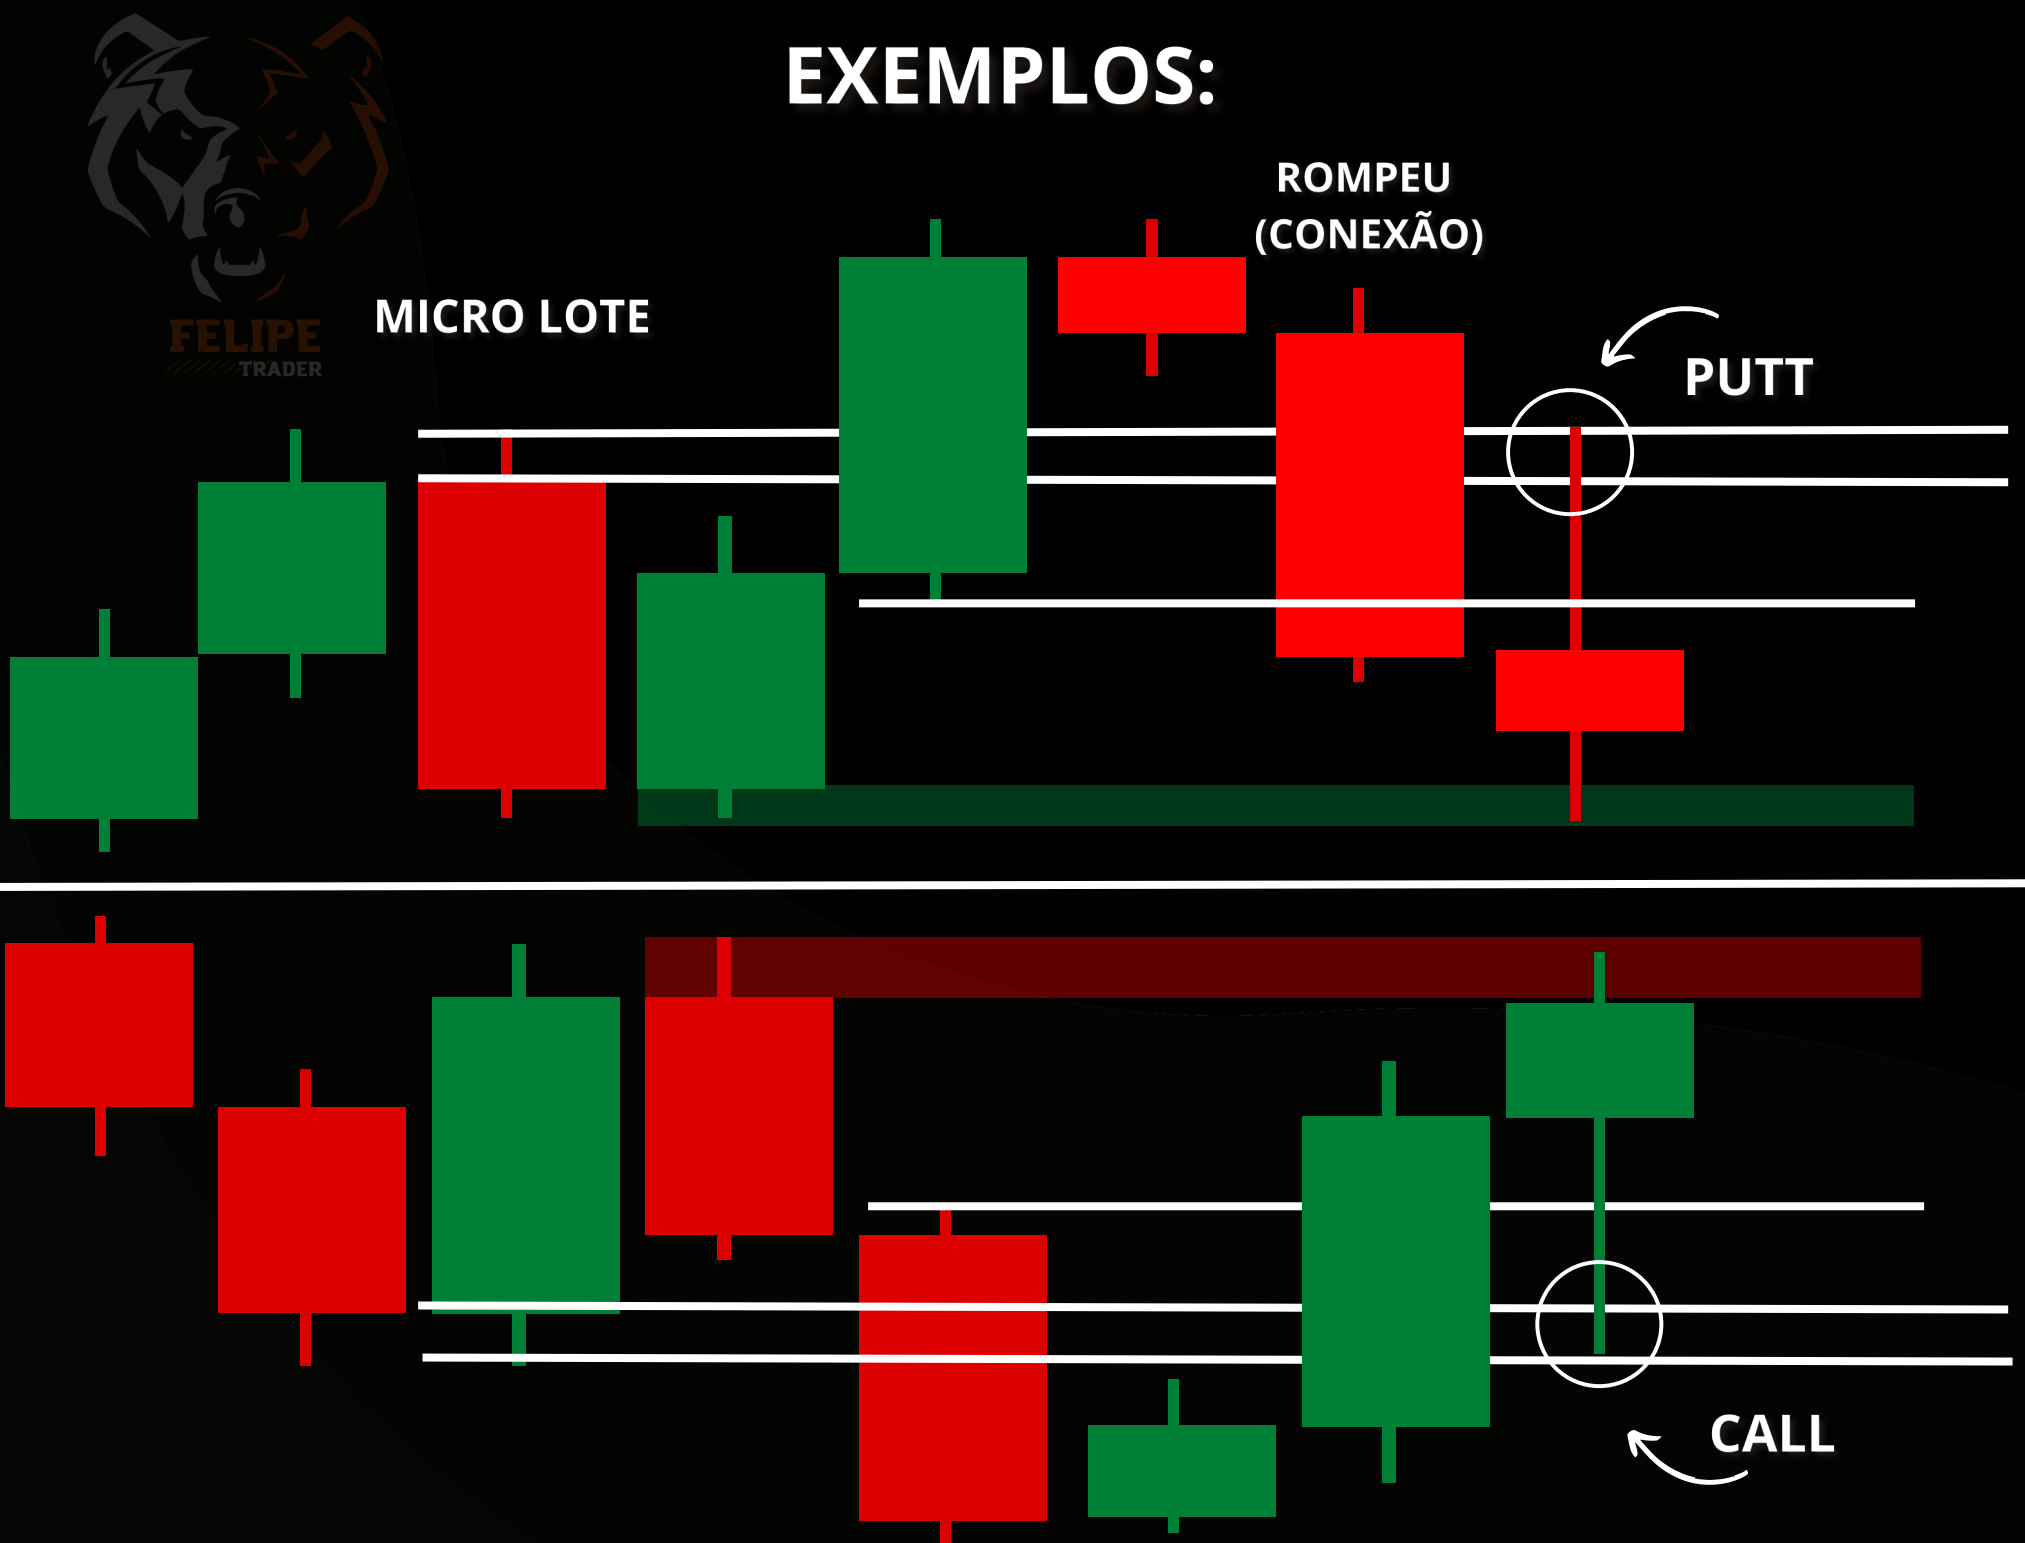 EXEMPLOS:
ROMPEU
(CONEXÃO)
MICRO LOTE
FELIPE
TRADER
PUTT
CALL